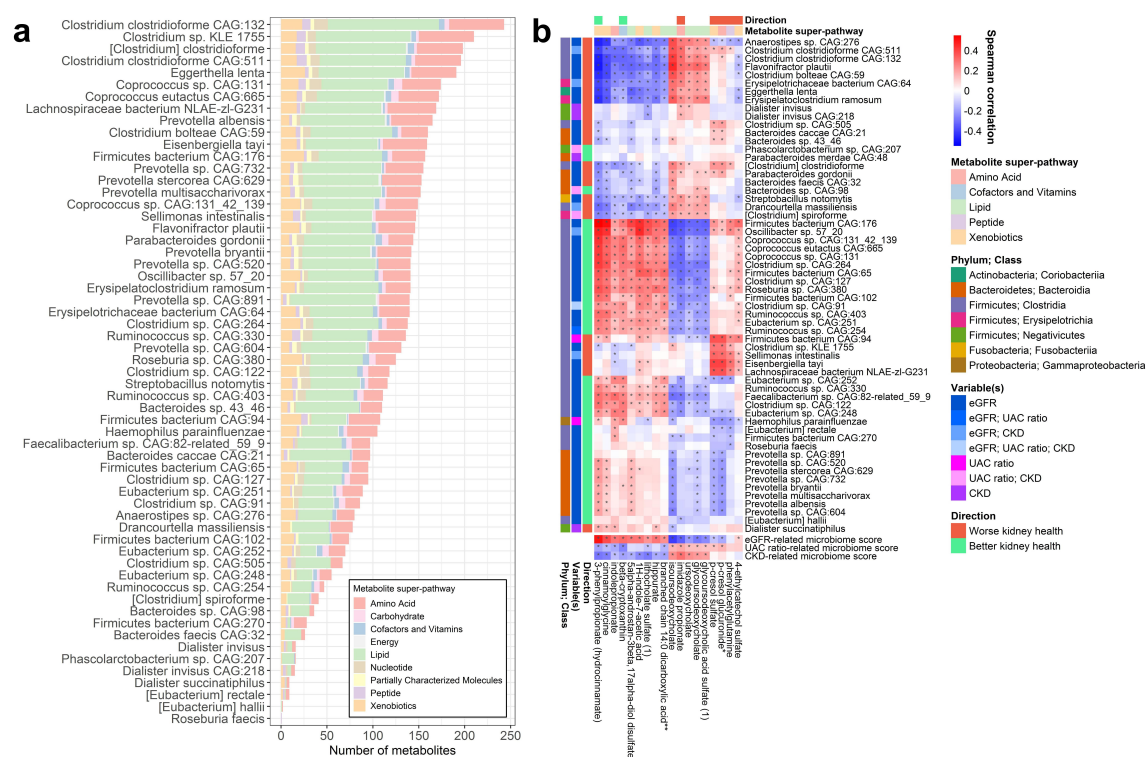 a
Clostridium clostridioforme CAG:132
Clostridium sp. KLE 1755
[Clostridium] clostridioforme
Clostridium clostridioforme CAG:511
Eggerthella lenta
Coprococcus sp. CAG:131
Coprococcus eutactus CAG:665
Lachnospiraceae bacterium NLAE-zl-G231
Prevotella albensis
Clostridium bolteae CAG:59
Eisenbergiella tayi
Firmicutes bacterium CAG:176
Prevotella sp. CAG:732
Prevotella stercorea CAG:629
Prevotella multisaccharivorax
Coprococcus sp. CAG:131_42_139
Sellimonas intestinalis
Flavonifractor plautii
Parabacteroides gordonii
Prevotella bryantii
Prevotella sp. CAG:520
Oscillibacter sp. 57_20
Erysipelatoclostridium ramosum
Prevotella sp. CAG:891
Erysipelotrichaceae bacterium CAG:64
Clostridium sp. CAG:264
Ruminococcus sp. CAG:330
Prevotella sp. CAG:604
Roseburia sp. CAG:380
Clostridium sp. CAG:122
Streptobacillus notomytis
Ruminococcus sp. CAG:403
Bacteroides sp. 43_46
Firmicutes bacterium CAG:94
Haemophilus parainfluenzae
Faecalibacterium sp. CAG:82-related_59_9
Bacteroides caccae CAG:21
Firmicutes bacterium CAG:65
Clostridium sp. CAG:127
Eubacterium sp. CAG:251
Clostridium sp. CAG:91
Anaerostipes sp. CAG:276
Drancourtella massiliensis
Firmicutes bacterium CAG:102
Eubacterium sp. CAG:252
Clostridium sp. CAG:505
Eubacterium sp. CAG:248
Ruminococcus sp. CAG:254
[Clostridium] spiroforme
Bacteroides sp. CAG:98
Firmicutes bacterium CAG:270
Bacteroides faecis CAG:32
Dialister invisus
Phascolarctobacterium sp. CAG:207
Dialister invisus CAG:218
Dialister succinatiphilus
[Eubacterium] rectale
[Eubacterium] hallii
Roseburia faecis
0 50 100 150 200 250
Number of metabolites
Metabolite super-pathway
Amino Acid
Carbohydrate
Cofactors and Vitamins
Energy
Lipid
Nucleotide
Partially Characterized Molecules
Peptide
Xenobiotics
b
Direction
Metabolite super-pathway
Anaerostipes sp. CAG:276
Clostridium clostridioforme CAG:511
Clostridium clostridioforme CAG:132
Flavonifractor plautii
Clostridium bolteae CAG:59
Erysipelotrichaceae bacterium CAG:64
Eggerthella lenta
Erysipelatoclostridium ramosum
Dialister invisus
Dialister invisus CAG:218
Clostridium sp. CAG:505
Bacteroides caccae CAG:21
Bacteroides sp. 43_46
Phascolarctobacterium sp. CAG:207
Parabacteroides merdae CAG:48
[Clostridium] clostridioforme
Parabacteroides gordonii
Bacteroides faecis CAG:32
Bacteroides sp. CAG:98
Streptobacillus notomytis
Drancourtella massiliensis
[Clostridium] spiroforme
Firmicutes bacterium CAG:176
Oscillibacter sp. 57_20
Coprococcus sp. CAG:131_42_139
Coprococcus eutactus CAG:665
Coprococcus sp. CAG:131
Clostridium sp. CAG:264
Firmicutes bacterium CAG:65
Clostridium sp. CAG:127
Roseburia sp. CAG:380
Firmicutes bacterium CAG:102
Clostridium sp. CAG:91
Ruminococcus sp. CAG:403
Eubacterium sp. CAG:251
Ruminococcus sp. CAG:254
Firmicutes bacterium CAG:94
Clostridium sp. KLE 1755
Sellimonas intestinalis
Eisenbergiella tayi
Lachnospiraceae bacterium NLAE-zl-G231
Eubacterium sp. CAG:252
Ruminococcus sp. CAG:330
Faecalibacterium sp. CAG:82-related_59_9
Clostridium sp. CAG:122
Eubacterium sp. CAG:248
Haemophilus parainfluenzae
[Eubacterium] rectale
Firmicutes bacterium CAG:270
Roseburia faecis
Prevotella sp. CAG:891
Prevotella sp. CAG:520
Prevotella stercorea CAG:629
Prevotella sp. CAG:732
Prevotella bryantii
Prevotella multisaccharivorax
Prevotella albensis
Prevotella sp. CAG:604
[Eubacterium] hallii
Dialister succinatiphilus
eGFR-related microbiome score
UAC ratio-related microbiome score
CKD-related microbiome score
Phylum; Class
Variable(s)
Direction
3-phenylpropionate (hydrocinnamate)
cinnamoylglycine
indolepropionate
beta-cryptoxanthin
5alpha-androstan-3beta,17alpha-diol disulfate
1H-indole-7-acetic acid
lithocholate sulfate (1)
hippurate
branched chain 14:0 dicarboxylic acid**
isoursodeoxycholate
imidazole propionate
ursodeoxycholate
glycoursodeoxycholate
glycoursodeoxycholic acid sulfate (1)
p-cresol sulfate
p-cresol glucuronide*
phenylacetylglutamine
4-ethylcatechol sulfate
Spearman correlation
0.4
0.2
0
-0.2
-0.4
Metabolite super-pathway
Amino Acid
Cofactors and Vitamins
Lipid
Peptide
Xenobiotics
Phylum; Class
Actinobacteria; Coriobacteriia
Bacteroidetes; Bacteroidia
Firmicutes; Clostridia
Firmicutes; Erysipelotrichia
Firmicutes; Negativicutes
Fusobacteria; Fusobacteriia
Proteobacteria; Gammaproteobacteria
Variable(s)
eGFR
eGFR; UAC ratio
eGFR; CKD
eGFR; UAC ratio; CKD
UAC ratio
UAC ratio; CKD
CKD
Direction
Worse kidney health
Better kidney health